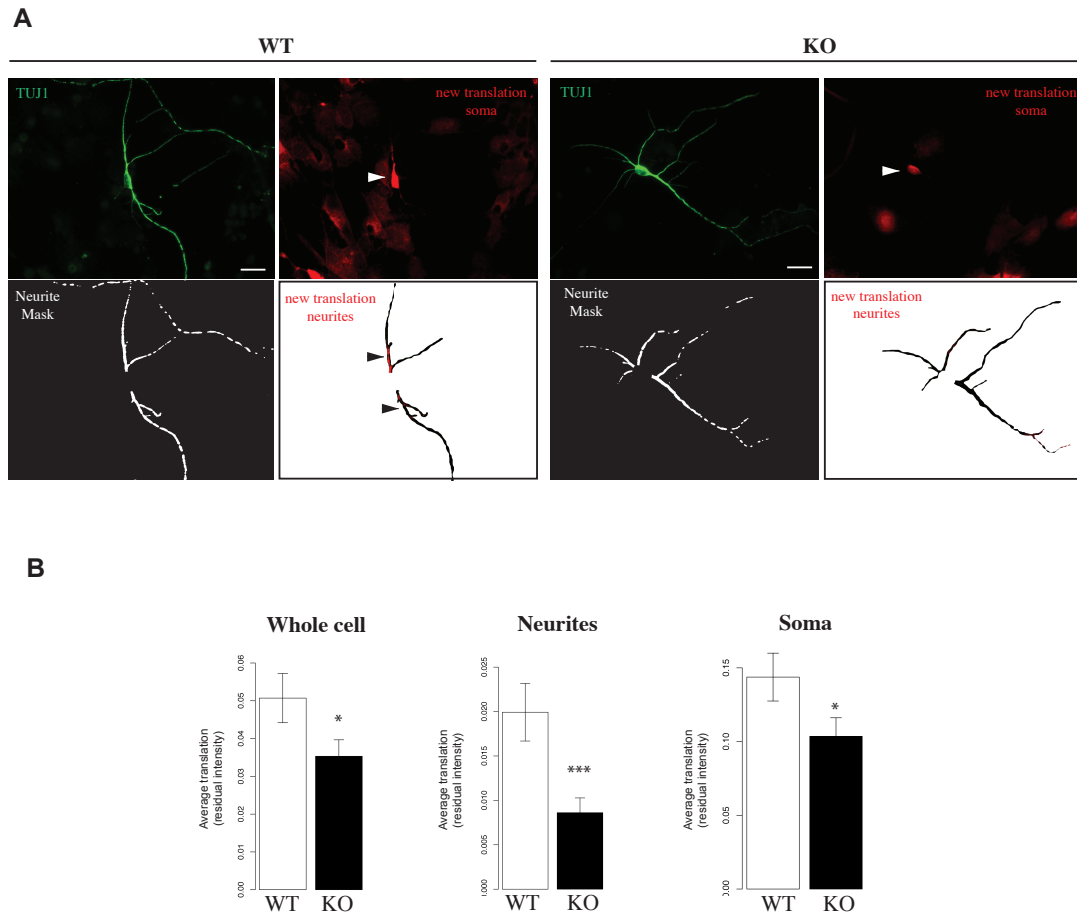 A
WT
KO
TUJ1
new translation
soma
TUJ1
new translation
soma
Neurite
Mask
new translation
neurites
Neurite
Mask
new translation
neurites
B
Whole cell
Neurites
Soma
Average translation
(residual intensity)
0.06
0.05
0.04
0.03
0.02
0.01
0.00
*
WT
KO
Average translation
(residual intensity)
0.025
0.020
0.015
0.010
0.005
0.000
***
WT
KO
Average translation
(residual intensity)
0.15
0.10
0.05
0.00
*
WT
KO